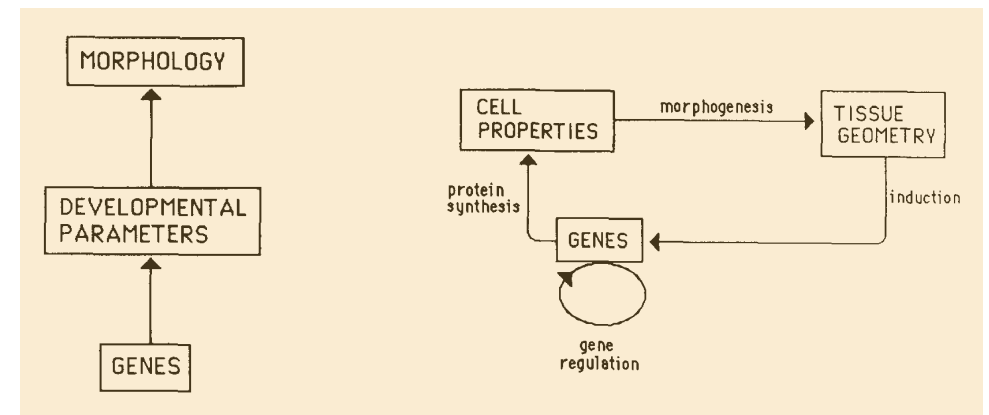 MORPHOLOGY
DEVELOPMENTAL
PARAMETERS
GENES
CELL
PROPERTIES
morphogenesis
TISSUE
GEOMETRY
protein
synthesis
induction
GENES
gene
regulation